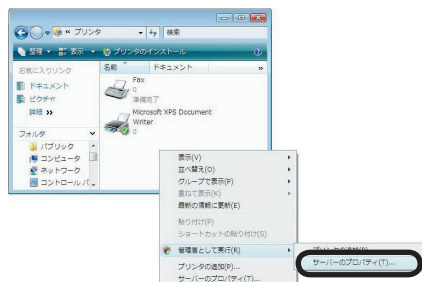 « プリンタ
検索
整理 表示 プリンタのインストール
お気に入りリンク
ドキュメント
ピクチャ
詳細 »
フォルダ
パブリック
コンピュータ
ネットワーク
コントロール パ
名前 ドキュメント »
Fax
0
準備完了
Microsoft XPS Document
Writer
0
表示(V)
並べ替え(O)
グループで表示(P)
重ねて表示(K)
最新の情報に更新(E)
貼り付け(P)
ショートカットの貼り付け(S)
管理者として実行(R)
プリンタの追加(P)...
サーバーのプロパティ(T)...
プリンタの追加(P)...
サーバーのプロパティ(T)...